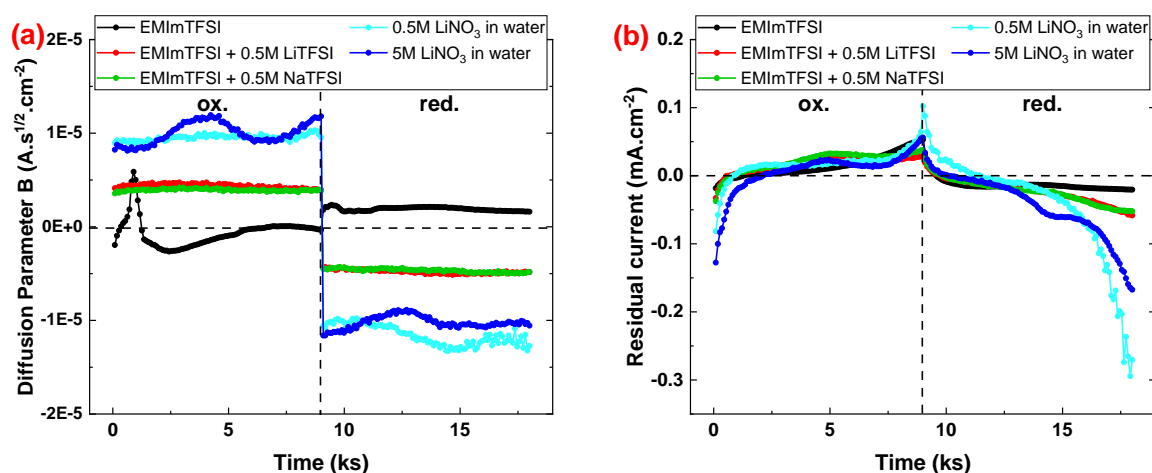 (a)
EMImTFSI
0.5M LiNO3 in water
EMImTFSI + 0.5M LiTFSI
5M LiNO3 in water
EMImTFSI + 0.5M NaTFSI
ox.
red.
2E-5
1E-5
0E+0
-1E-5
-2E-5
Diffusion Parameter B (A.s1/2.cm-2)
0
5
10
15
Time (ks)
(b)
EMImTFSI
0.5M LiNO3 in water
EMImTFSI + 0.5M LiTFSI
5M LiNO3 in water
EMImTFSI + 0.5M NaTFSI
ox.
red.
0.2
0.1
0.0
-0.1
-0.2
-0.3
Residual current (mA.cm-2)
0
5
10
15
Time (ks)